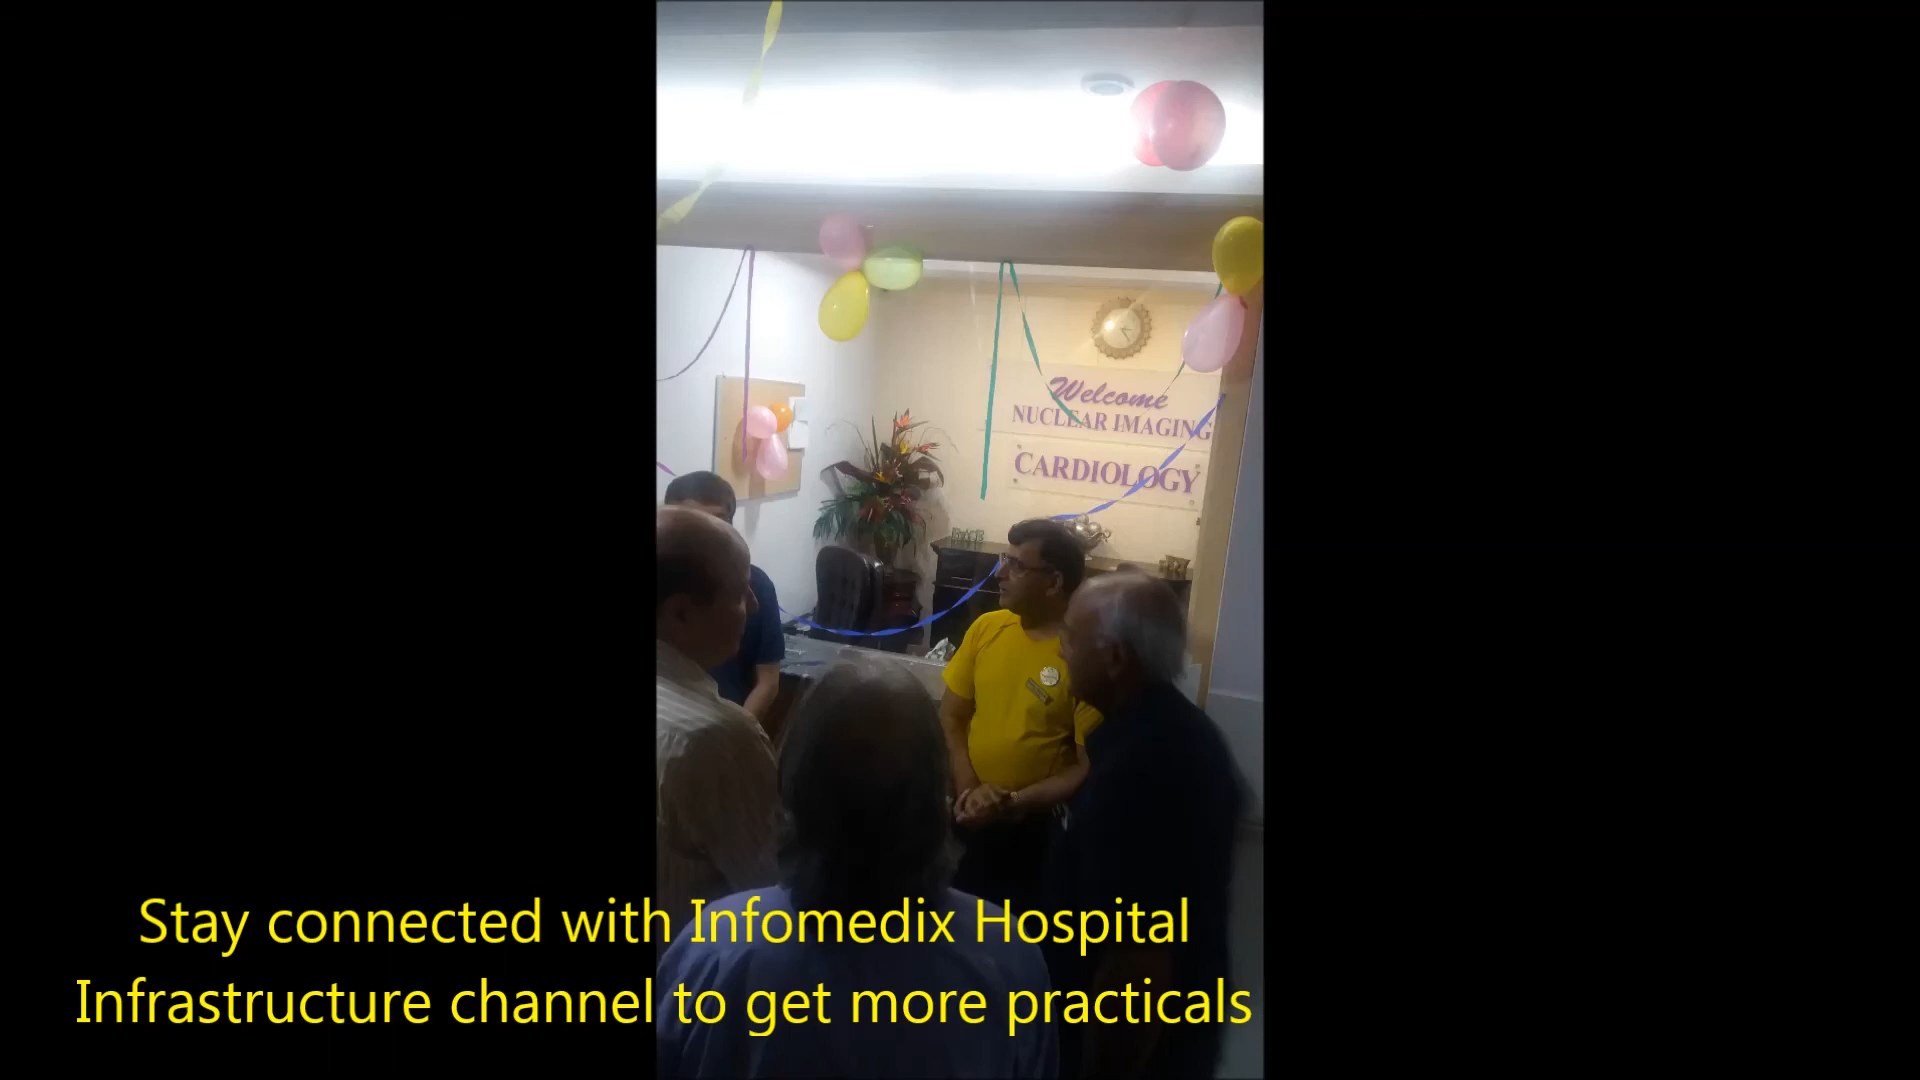 Welcome
NUCLEAR IMAGING
CARDIOLOGY
Stay connected with Infomedix Hospital
Infrastructure channel to get more practicals